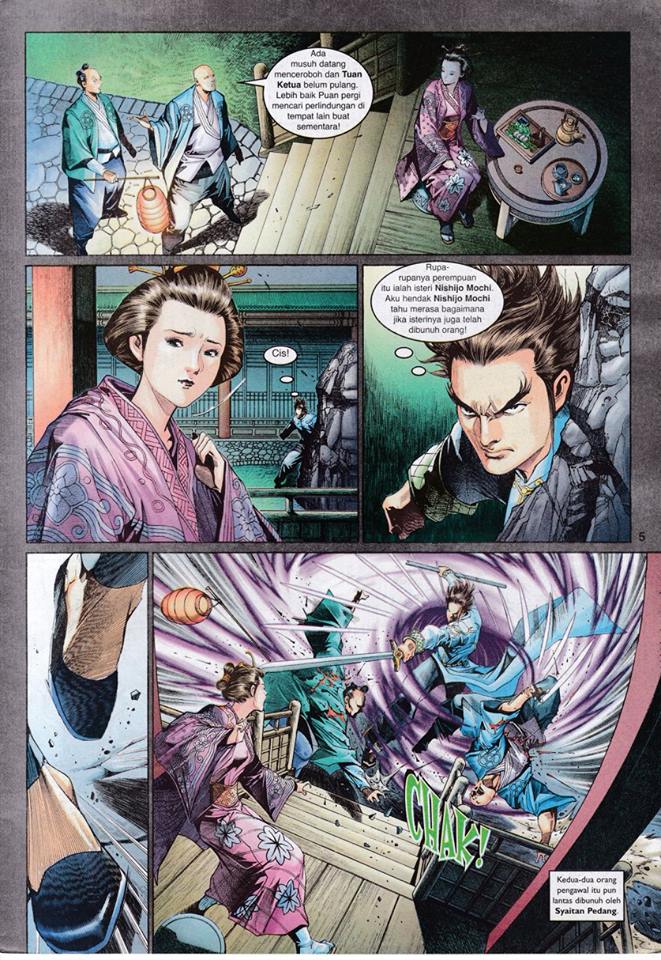 Ada
musuh datang
menceroboh dan Tuan
Ketua belum pulang.
Lebih baik Puan pergi
mencari perlindungan di
tempat lain buat
sementara!
Cis!
Rupa-
rupanya perempuan
itu ialah isteri Nishijo Mochi.
Aku hendak Nishijo Mochi
tahu merasa bagaimana
jika isterinya juga telah
dibunuh orang!
5
CHAK!
Kedua-dua orang
pengawal itu pun
lantas dibunuh oleh
Syaitan Pedang.